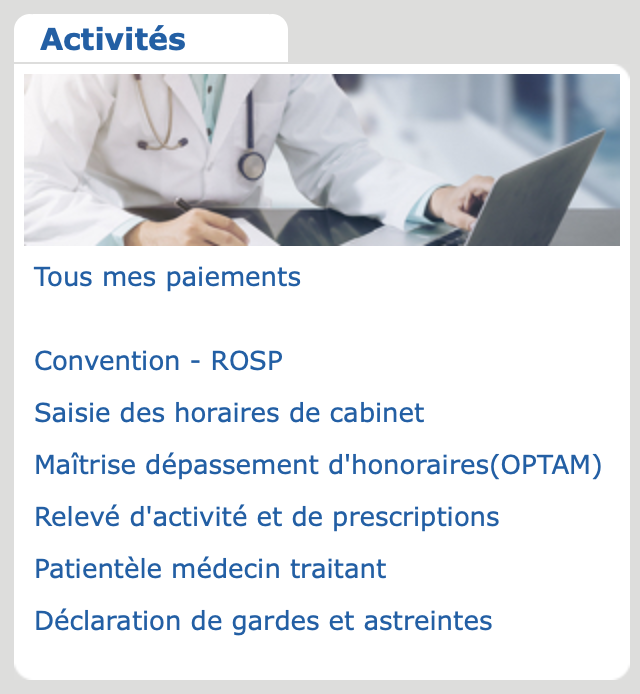 Activités
Tous mes paiements
Convention - ROSP
Saisie des horaires de cabinet
Maîtrise dépassement d'honoraires(OPTAM)
Relevé d'activité et de prescriptions
Patientèle médecin traitant
Déclaration de gardes et astreintes